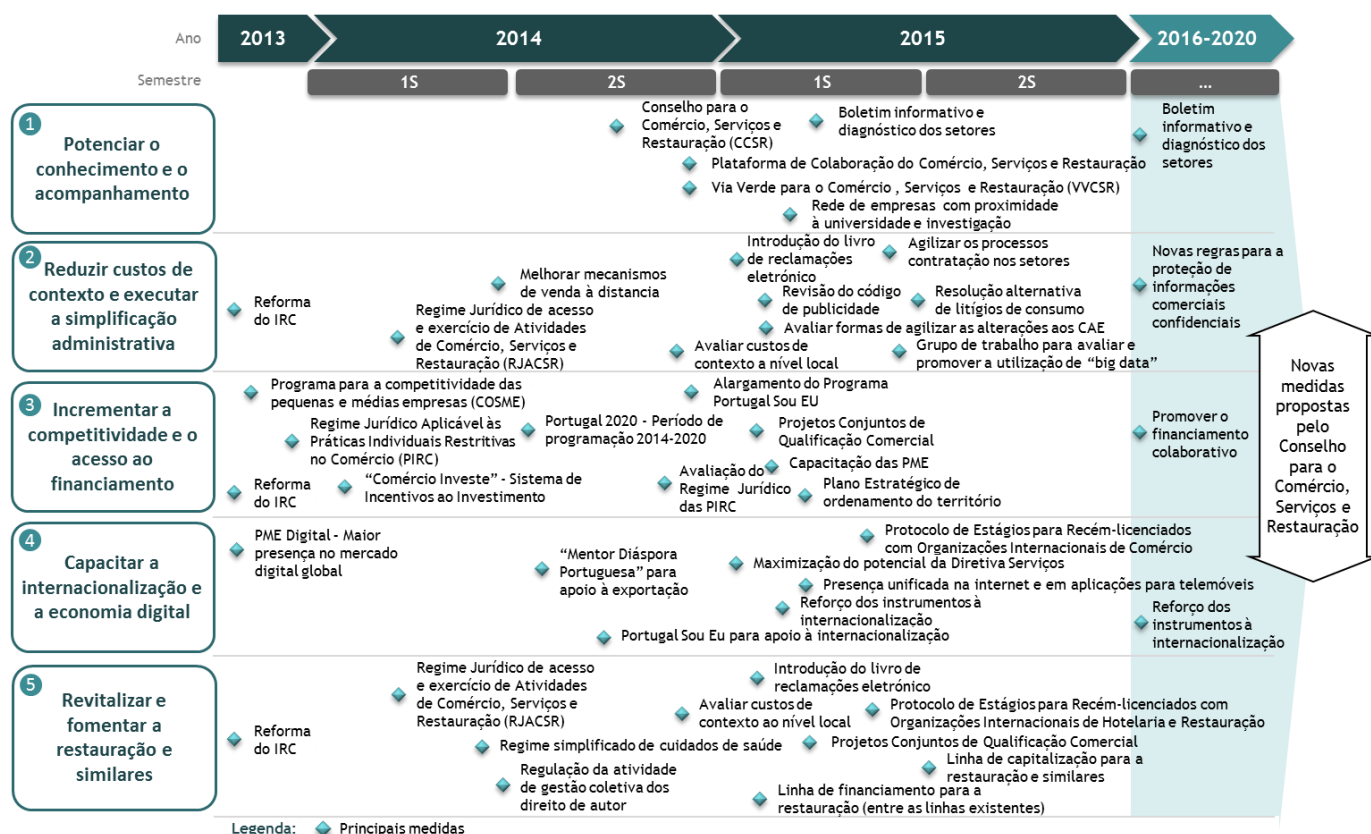 Ano
2013
2014
2015
2016-2020
Semestre
1S
2S
1S
2S
...
1
Potenciar o
conhecimento e o
acompanhamento
Conselho para o
Comércio, Serviços e
Restauração (CCSR)
Boletim informativo e
diagnóstico dos setores
Plataforma de Colaboração do Comércio, Serviços e Restauração
Via Verde para o Comércio , Serviços e Restauração (VVCSR)
Rede de empresas com proximidade
à universidade e investigação
Boletim
informativo e
diagnóstico dos
setores
2
Reduzir custos de
contexto e executar
a simplificação
administrativa
Reforma
do IRC
Melhorar mecanismos
de venda à distancia
Regime Jurídico de acesso
e exercício de Atividades
de Comércio, Serviços e
Restauração (RJACSR)
Introdução do livro
de reclamações
eletrónico
Agilizar os processos
contratação nos setores
Revisão do código
de publicidade
Resolução alternativa
de litígios de consumo
Avaliar formas de agilizar as alterações aos CAE
Avaliar custos de
contexto a nível local
Grupo de trabalho para avaliar e
promover a utilização de “big data”
Novas regras para a
proteção de
informações
comerciais
confidenciais
3
Incrementar a
competitividade e o
acesso ao
financiamento
Programa para a competitividade das
pequenas e médias empresas (COSME)
Regime Jurídico Aplicável às
Práticas Individuais Restritivas
no Comércio (PIRC)
Reforma
do IRC
“Comércio Investe” - Sistema de
Incentivos ao Investimento
Portugal 2020 - Período de
programação 2014-2020
Alargamento do Programa
Portugal Sou EU
Projetos Conjuntos de
Qualificação Comercial
Avaliação do
Regime Jurídico
das PIRC
Capacitação das PME
Plano Estratégico de
ordenamento do território
Promover o
financiamento
colaborativo
4
Capacitar a
internacionalização e
a economia digital
PME Digital - Maior
presença no mercado
digital global
“Mentor Diáspora
Portuguesa” para
apoio à exportação
Protocolo de Estágios para Recém-licenciados
com Organizações Internacionais de Comércio
Maximização do potencial da Diretiva Serviços
Presença unificada na internet e em aplicações para telemóveis
Reforço dos instrumentos à
internacionalização
Portugal Sou Eu para apoio à internacionalização
Reforço dos
instrumentos à
internacionalização
5
Revitalizar e
fomentar a
restauração e
similares
Reforma
do IRC
Regime Jurídico de acesso
e exercício de Atividades
de Comércio, Serviços e
Restauração (RJACSR)
Regime simplificado de cuidados de saúde
Regulação da atividade
de gestão coletiva dos
direito de autor
Introdução do livro de
reclamações eletrónico
Avaliar custos de
contexto ao nível local
Protocolo de Estágios para Recém-licenciados com
Organizações Internacionais de Hotelaria e Restauração
Projetos Conjuntos de Qualificação Comercial
Linha de capitalização para a
restauração e similares
Linha de financiamento para a
restauração (entre as linhas existentes)
Novas
medidas
propostas
pelo
Conselho
para o
Comércio,
Serviços e
Restauração
Legenda:
Principais medidas